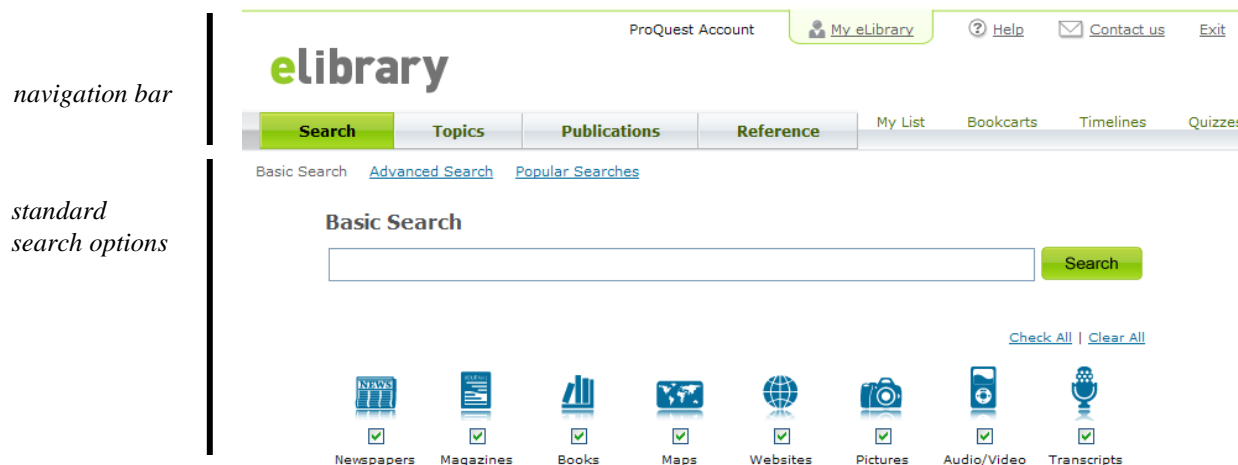 ProQuest Account My eLibrary Help Contact us Exit
elibrary
navigation bar
Search Topics Publications Reference My List Bookcarts Timelines Quizzes
Basic Search Advanced Search Popular Searches
standard
search options
Basic Search
Search
Check All | Clear All
NEWS
JOURNAL
Newspapers Magazines Books Maps Websites Pictures Audio/Video Transcripts